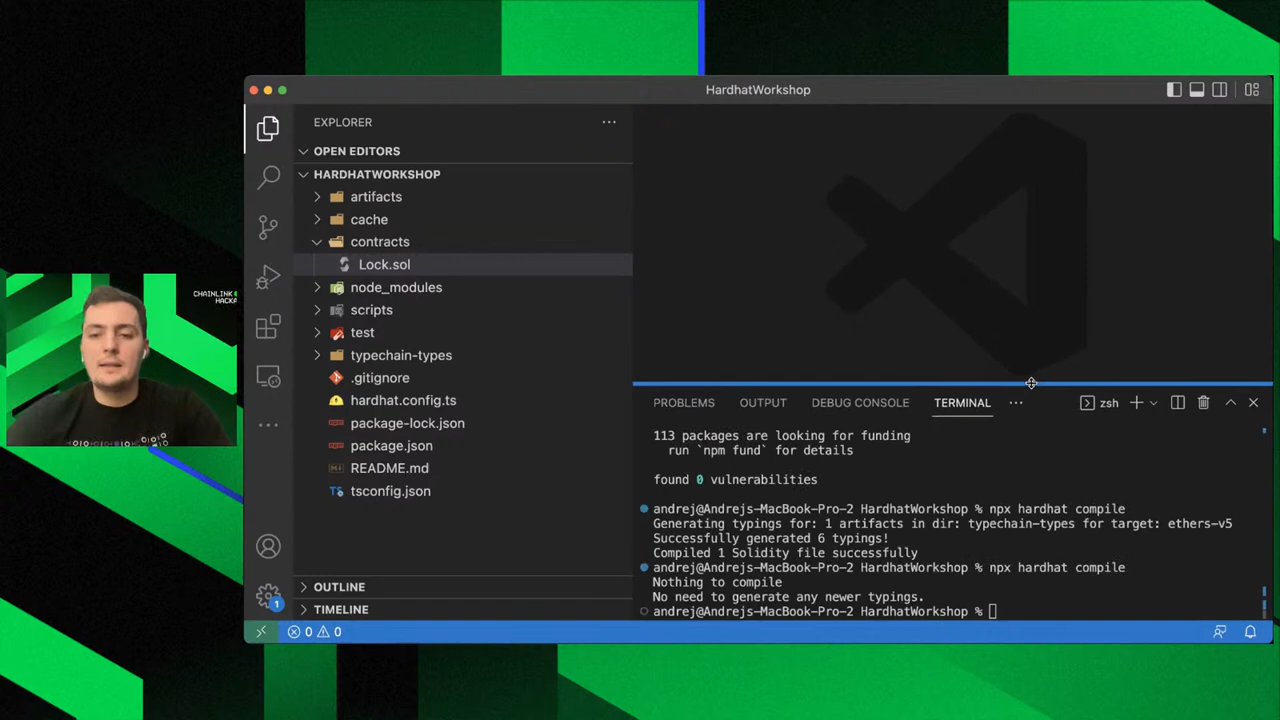 HardhatWorkshop
EXPLORER
OPEN EDITORS
HARDHATWORKSHOP
artifacts
cache
contracts
Lock.sol
node_modules
scripts
test
typechain-types
.gitignore
hardhat.config.ts
package-lock.json
package.json
README.md
TS tsconfig.json
OUTLINE
TIMELINE
1
0 0
PROBLEMS OUTPUT DEBUG CONSOLE TERMINAL zsh
113 packages are looking for funding
run `npm fund` for details
found 0 vulnerabilities
andrej@Andrejs-MacBook-Pro-2 HardhatWorkshop % npx hardhat compile
Generating typings for: 1 artifacts in dir: typechain-types for target: ethers-v5
Successfully generated 6 typings!
Compiled 1 Solidity file successfully
andrej@Andrejs-MacBook-Pro-2 HardhatWorkshop % npx hardhat compile
Nothing to compile
No need to generate any newer typings.
andrej@Andrejs-MacBook-Pro-2 HardhatWorkshop %
CHAINLINK
HACKA